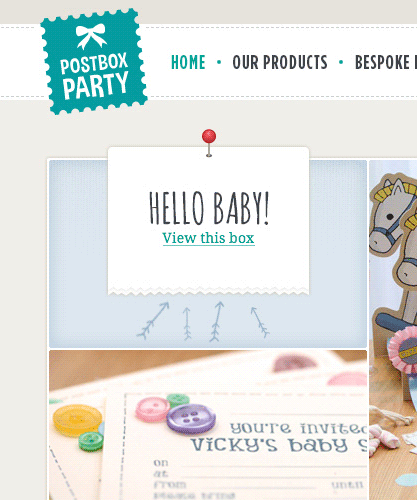 POSTBOX
PARTY
HOME • OUR PRODUCTS • BESPOKE
HELLO BABY!
View this box
you're invited
Vicky's baby
on
at
from until
please bring